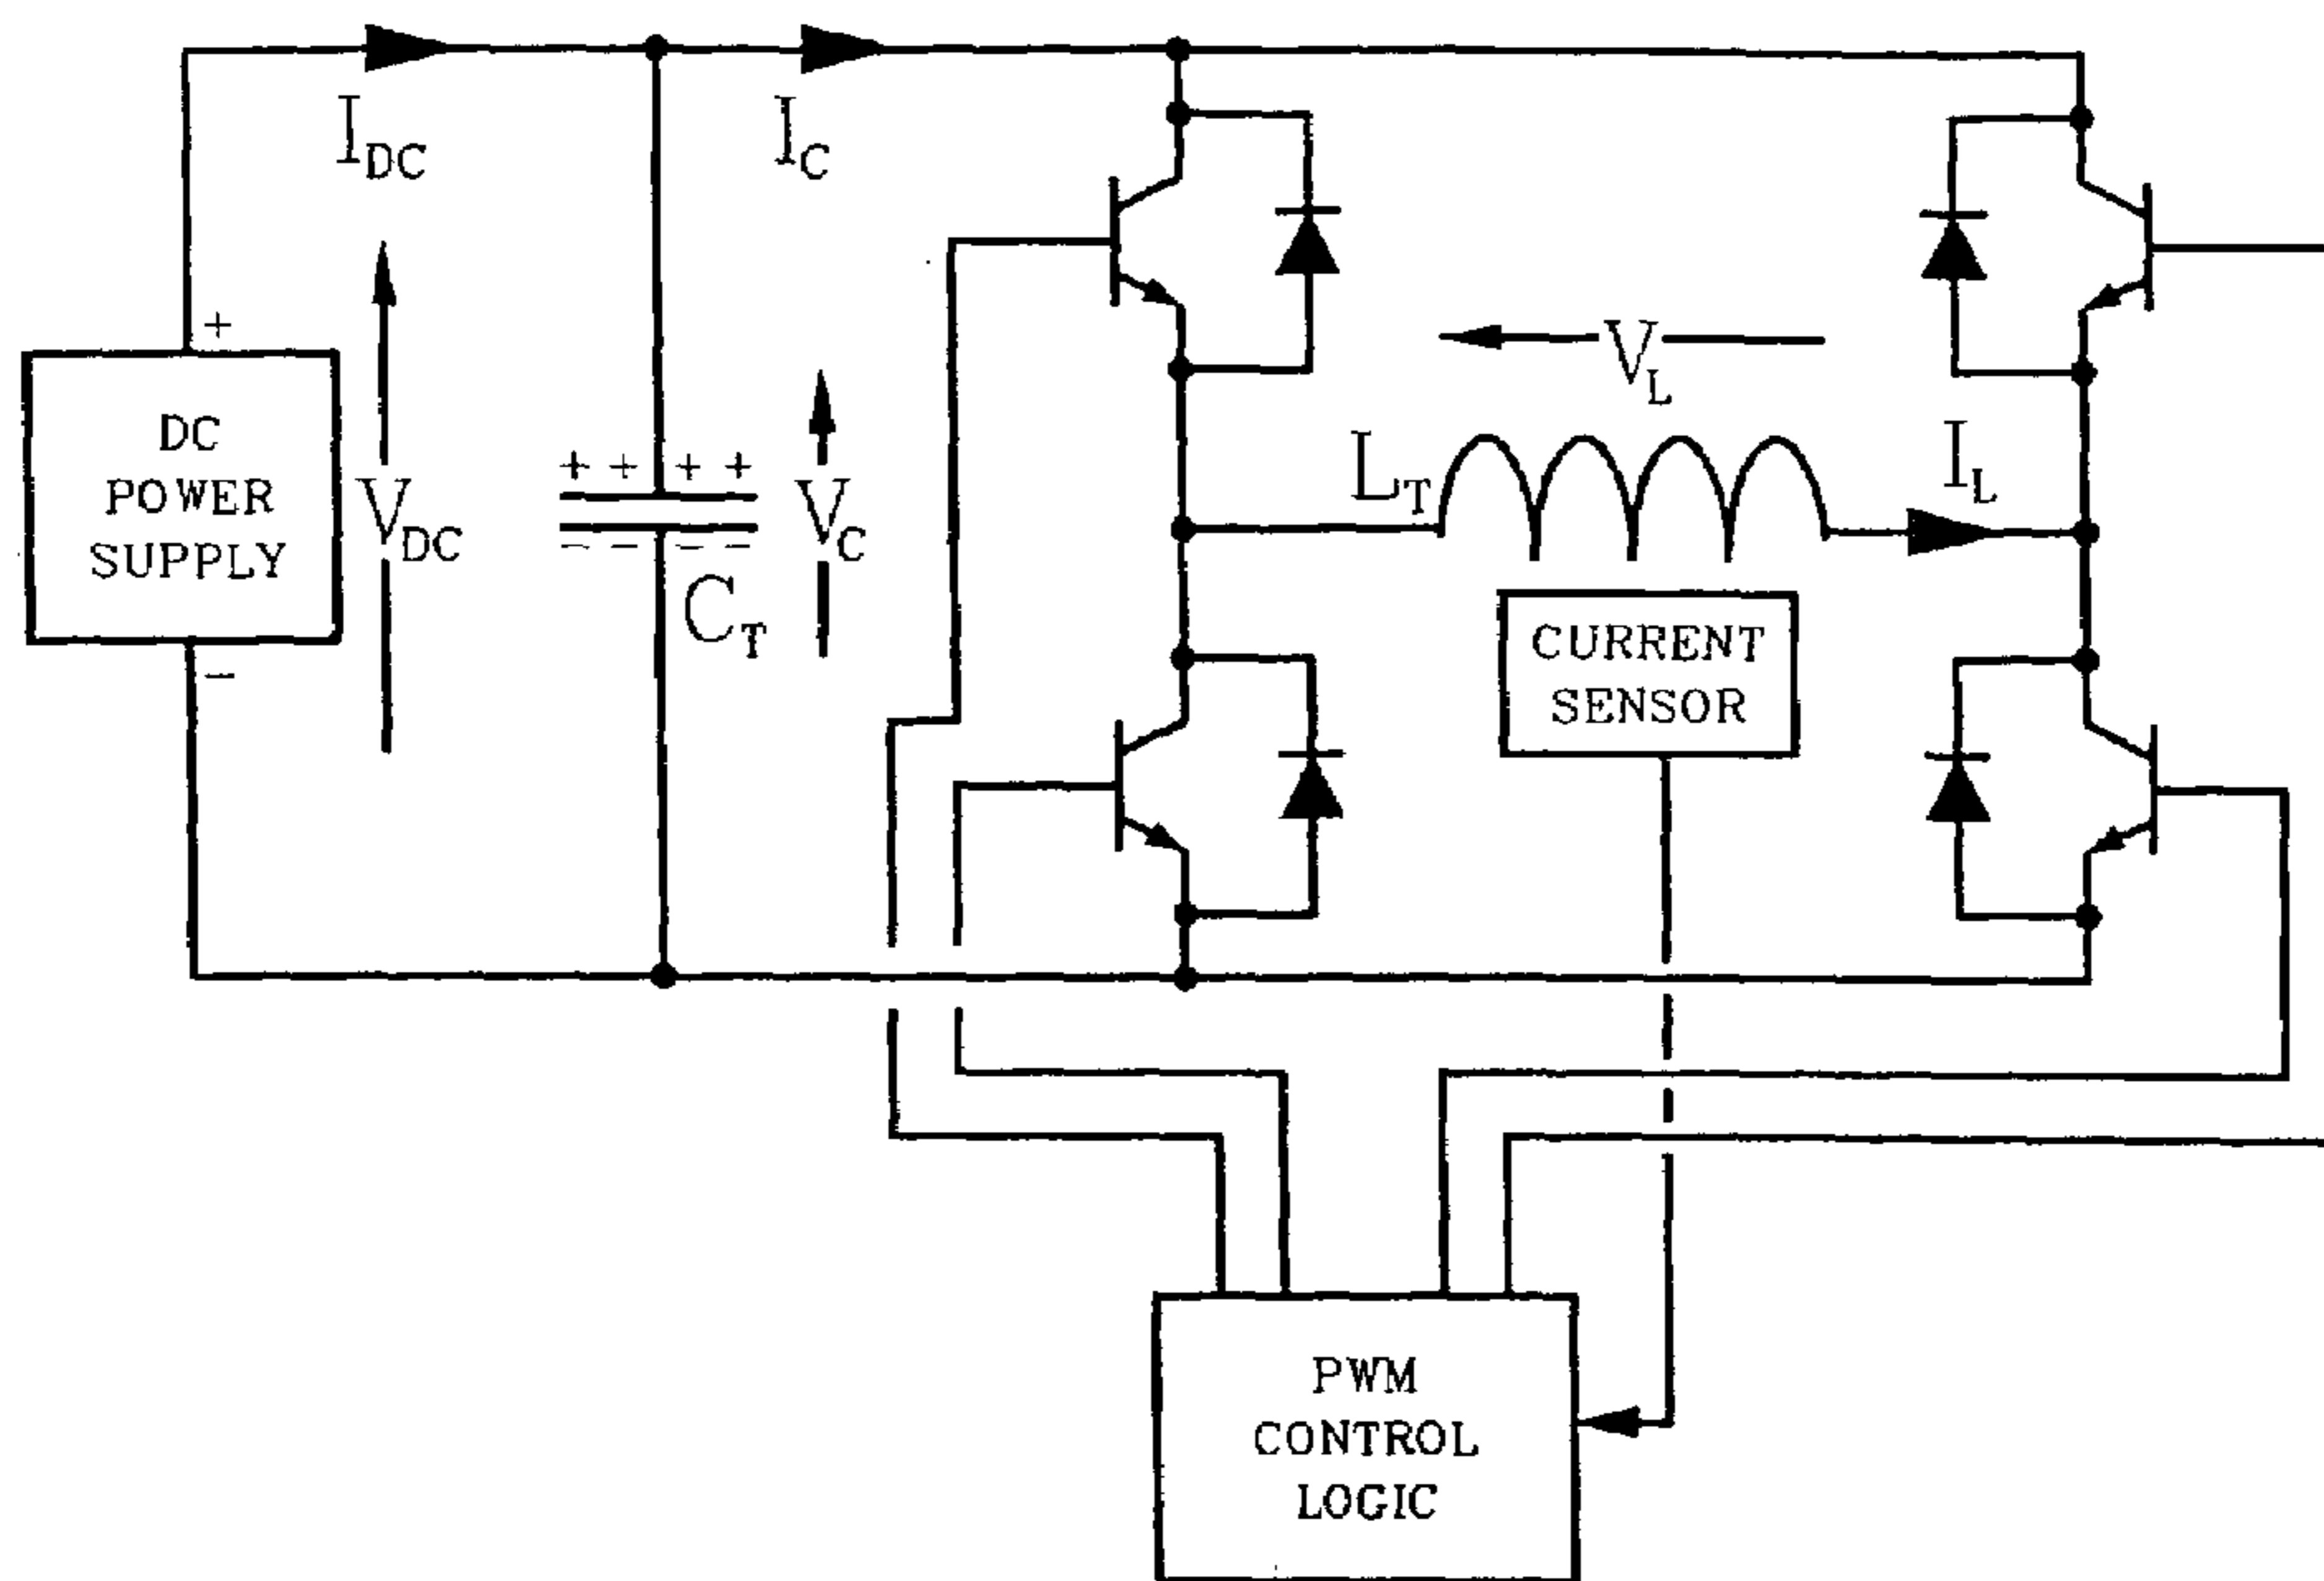 I_DC
I_C
+
DC
POWER
SUPPLY
-
V_DC
+ + + +
- - - -
C_T
V_C
V_L
L_T
I_L
CURRENT
SENSOR
PWM
CONTROL
LOGIC